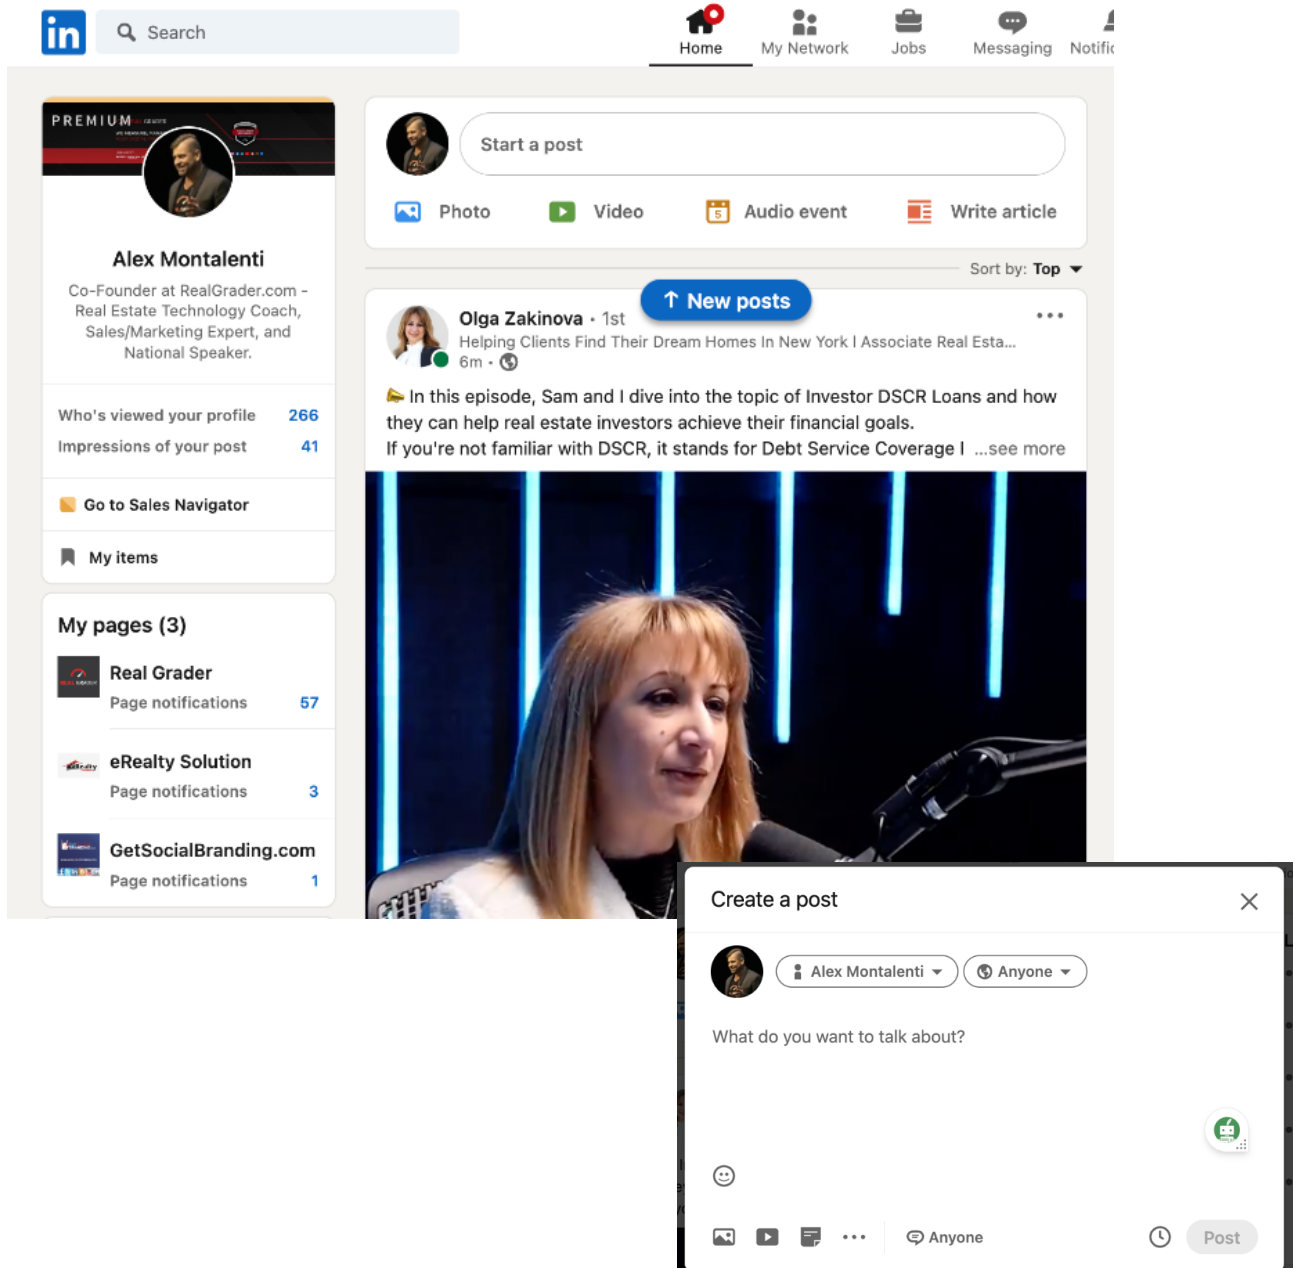 in
Search
Home
My Network
Jobs
Messaging
Notific
PREMIUM
Start a post
Photo
Video
5
Audio event
Write article
Alex Montalenti
Co-Founder at RealGrader.com -
Real Estate Technology Coach,
Sales/Marketing Expert, and
National Speaker.
Who's viewed your profile 266
Impressions of your post 41
Go to Sales Navigator
My items
My pages (3)
Real Grader
Page notifications 57
eRealty Solution
Page notifications 3
GetSocialBranding.com
Page notifications 1
Sort by: Top
↑ New posts
Olga Zakinova • 1st
Helping Clients Find Their Dream Homes In New York I Associate Real Esta...
6m •
In this episode, Sam and I dive into the topic of Investor DSCR Loans and how
they can help real estate investors achieve their financial goals.
If you're not familiar with DSCR, it stands for Debt Service Coverage I ...see more
Create a post
Alex Montalenti
Anyone
What do you want to talk about?
Anyone
Post